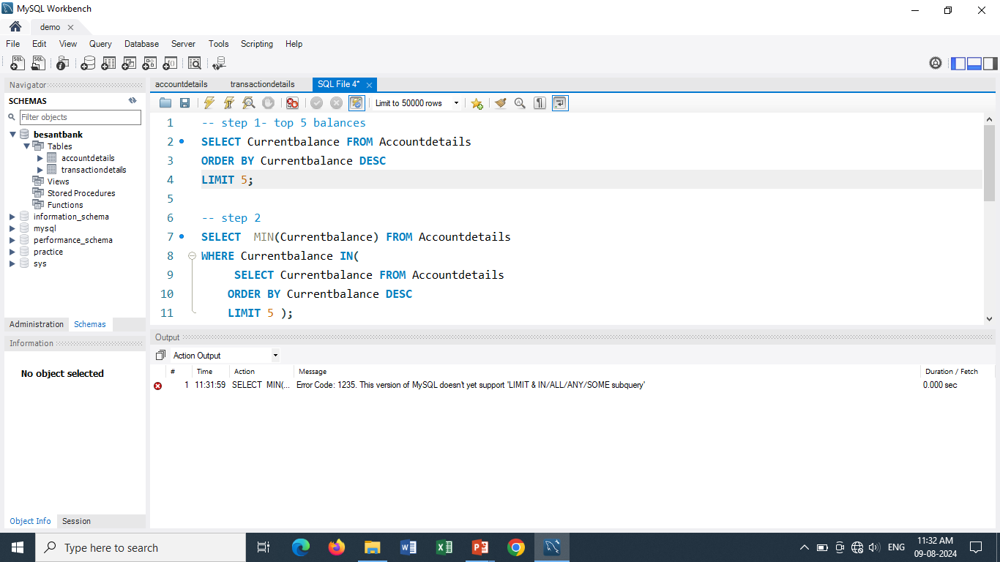 MySQL Workbench
demo
File Edit View Query Database Server Tools Scripting Help
Navigator
SCHEMAS
Filter objects
besantbank
Tables
accountdetails
transactiondetails
Views
Stored Procedures
Functions
information_schema
mysql
performance_schema
practice
sys
Administration Schemas
Information
No object selected
Object Info Session
accountdetails transactiondetails SQL File 4*
Limit to 50000 rows
1 -- step 1- top 5 balances
2 SELECT Currentbalance FROM Accountdetails
3 ORDER BY Currentbalance DESC
4 LIMIT 5;
5
6 -- step 2
7 SELECT  MIN(Currentbalance) FROM Accountdetails
8 WHERE Currentbalance IN(
9 SELECT Currentbalance FROM Accountdetails
10 ORDER BY Currentbalance DESC
11 LIMIT 5 );
Output
Action Output
# Time Action Message Duration / Fetch
1 11:31:59 SELECT MIN(... Error Code: 1235. This version of MySQL doesn't yet support 'LIMIT & IN/ALL/ANY/SOME subquery' 0.000 sec
Type here to search
ENG
11:32 AM
09-08-2024